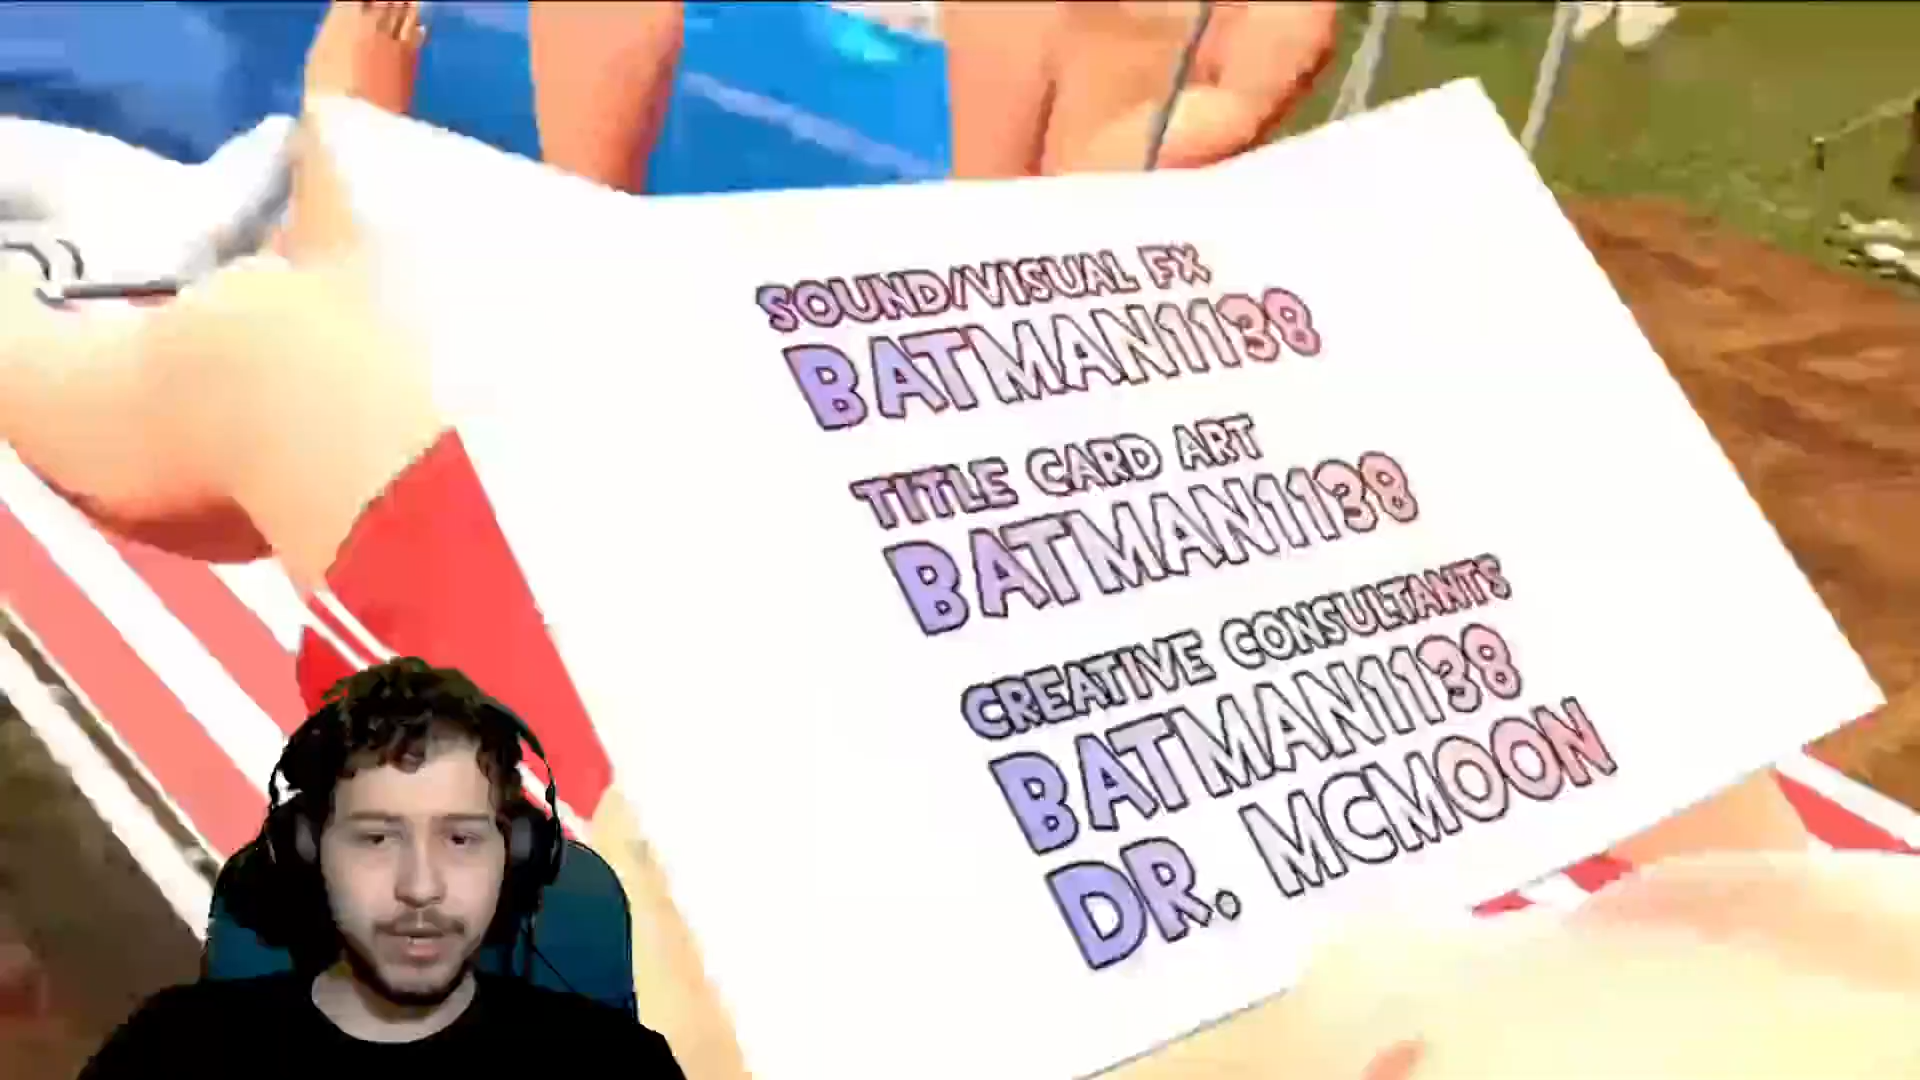 SOUND/VISUAL FX
BATMAN1138
TITLE CARD ART
BATMAN1138
CREATIVE CONSULTANTS
BATMAN1138
DR. MCMOON